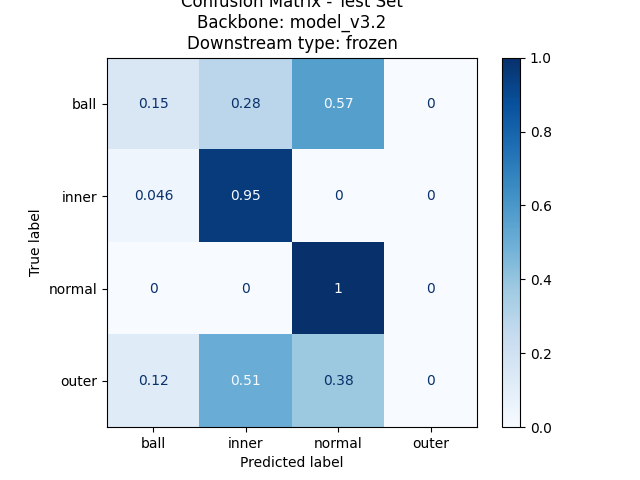 Confusion Matrix - Test Set
Backbone: model_v3.2
Downstream type: frozen
1.0
ball 0.15 0.28 0.57 0
0.8
inner 0.046 0.95 0 0
0.6
True label
0.4
normal 0 0 1 0
0.2
outer 0.12 0.51 0.38 0
0.0
ball inner normal outer
Predicted label